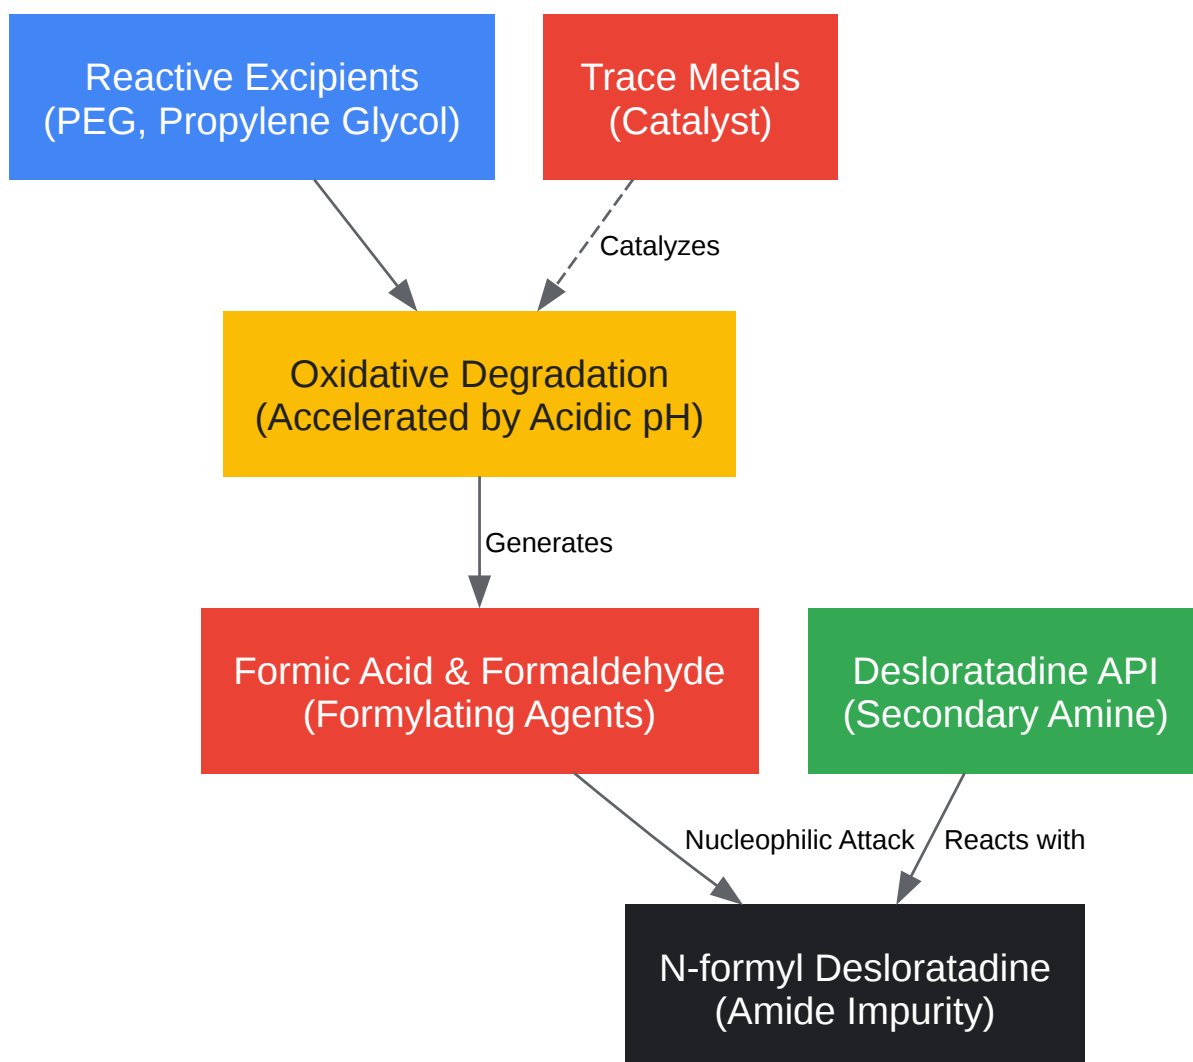 Reactive Excipients
(PEG, Propylene Glycol)
Trace Metals
(Catalyst)
Catalyzes
Oxidative Degradation
(Accelerated by Acidic pH)
Generates
Formic Acid & Formaldehyde
(Formylating Agents)
Desloratadine API
(Secondary Amine)
Nucleophilic Attack
Reacts with
N-formyl Desloratadine
(Amide Impurity)